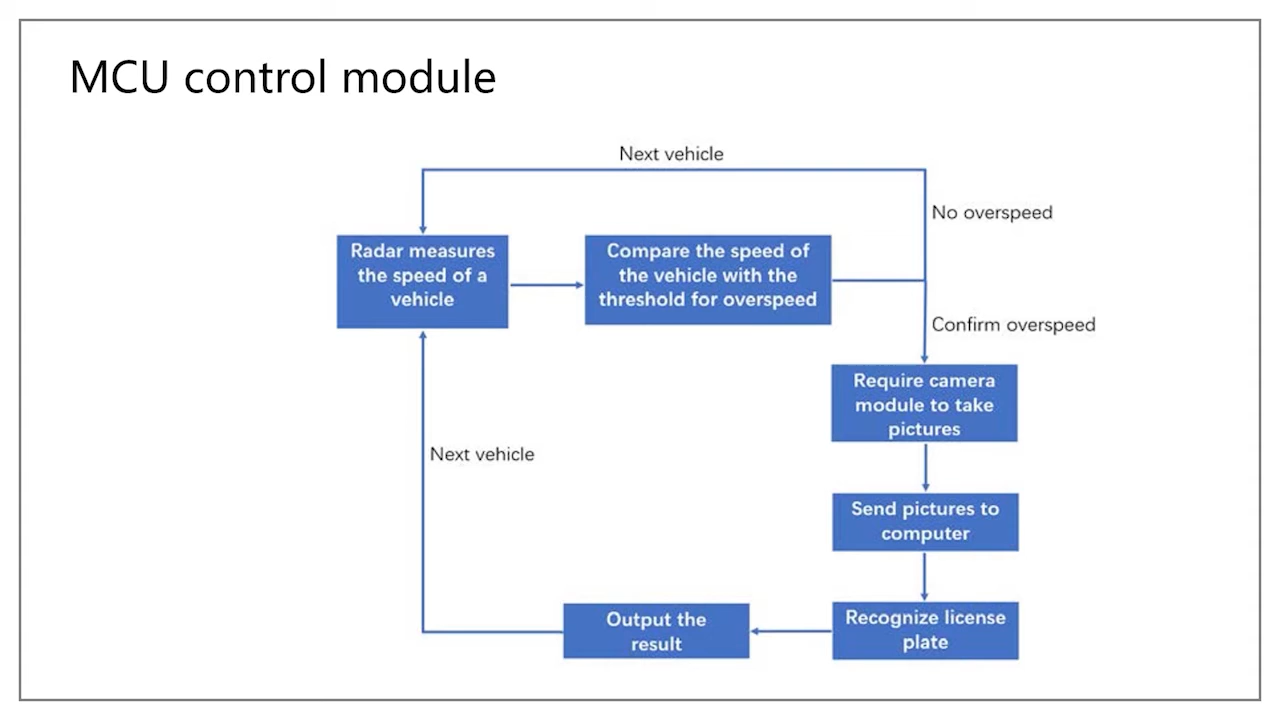 MCU control module
Next vehicle
No overspeed
Radar measures
the speed of a
vehicle
Compare the speed of
the vehicle with the
threshold for overspeed
Confirm overspeed
Require camera
module to take
pictures
Next vehicle
Send pictures to
computer
Output the
result
Recognize license
plate